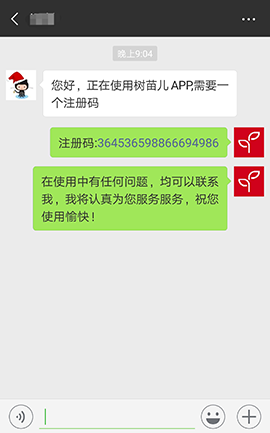 晚上9:04
您好，正在使用树苗儿APP,需要一
个注册码
注册码:364536598866694986
在使用中有任何问题，均可以联系
我，我将认真为您服务服务，祝您
使用愉快！